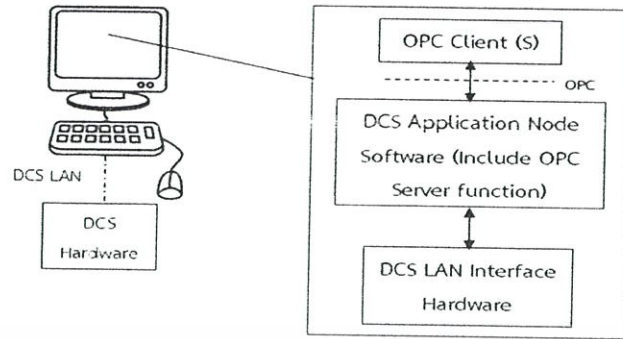 OPC Client (S)
OPC
DCS Application Node
Software (Include OPC
Server function)
DCS LAN
DCS
Hardware
DCS LAN Interface
Hardware